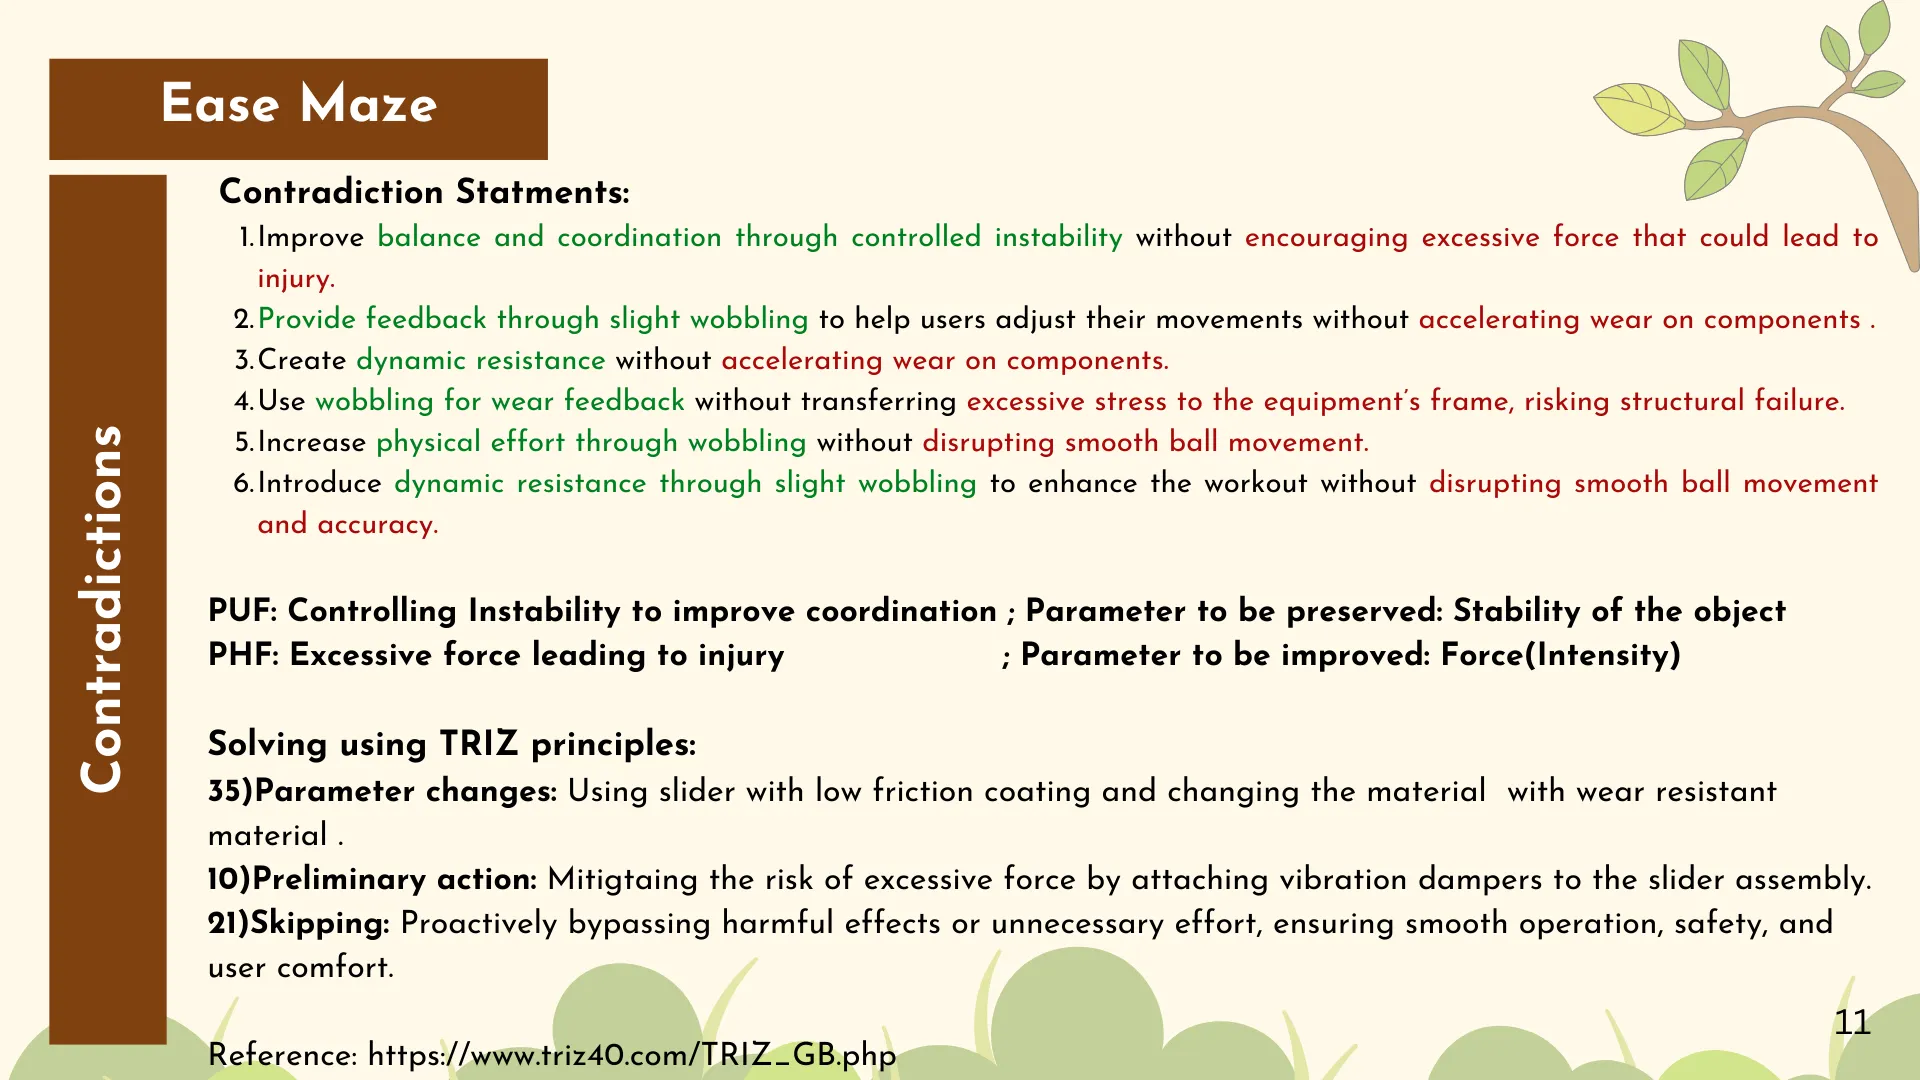 Ease Maze
Contradictions
Contradiction Statments:
1. Improve balance and coordination through controlled instability without encouraging excessive force that could lead to
injury.
2. Provide feedback through slight wobbling to help users adjust their movements without accelerating wear on components .
3. Create dynamic resistance without accelerating wear on components.
4. Use wobbling for wear feedback without transferring excessive stress to the equipment's frame, risking structural failure.
5. Increase physical effort through wobbling without disrupting smooth ball movement.
6. Introduce dynamic resistance through slight wobbling to enhance the workout without disrupting smooth ball movement
and accuracy.
PUF: Controlling Instability to improve coordination ; Parameter to be preserved: Stability of the object
PHF: Excessive force leading to injury ; Parameter to be improved: Force(Intensity)
Solving using TRIZ principles:
35)Parameter changes: Using slider with low friction coating and changing the material with wear resistant
material .
10)Preliminary action: Mitigtaing the risk of excessive force by attaching vibration dampers to the slider assembly.
21)Skipping: Proactively bypassing harmful effects or unnecessary effort, ensuring smooth operation, safety, and
user comfort.
Reference: https://www.triz40.com/TRIZ_GB.php
11